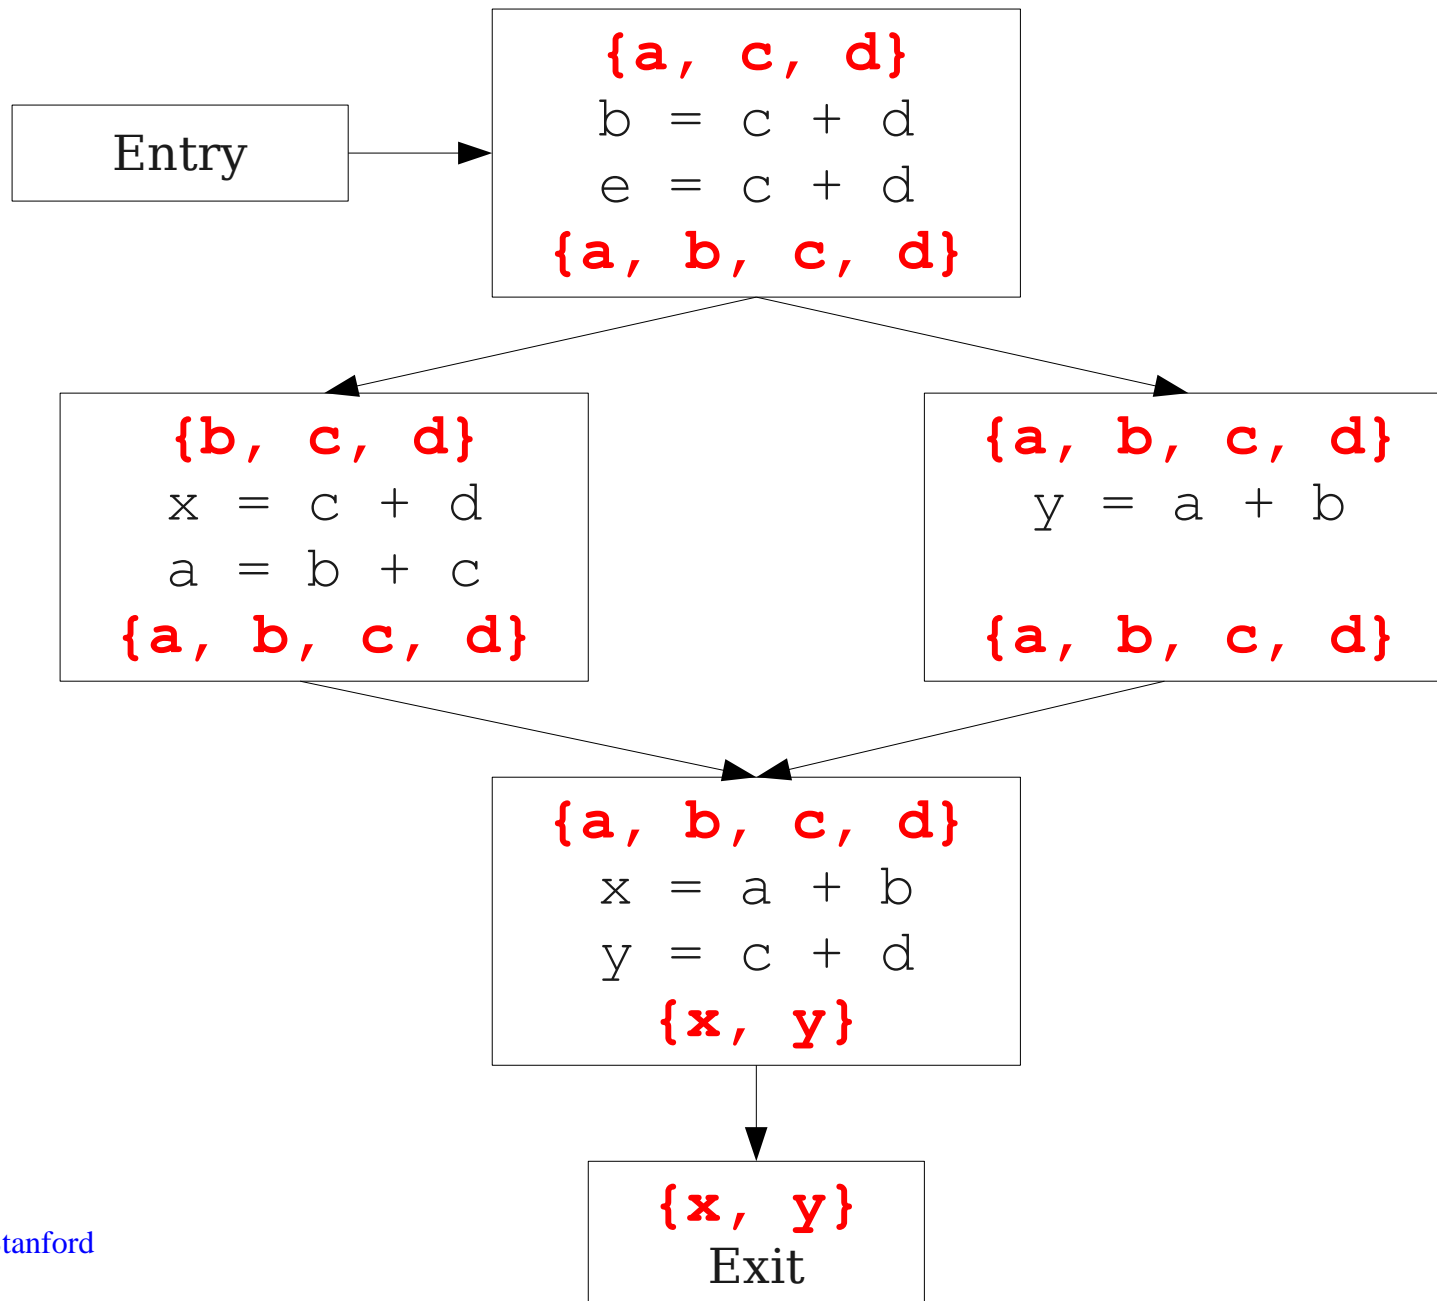 {a, c, d}
b = c + d
e = c + d
{a, b, c, d}
Entry
{b, c, d}
x = c + d
a = b + c
{a, b, c, d}
{a, b, c, d}
y = a + b
{a, b, c, d}
{a, b, c, d}
x = a + b
y = c + d
{x, y}
{x, y}
Exit
tanford